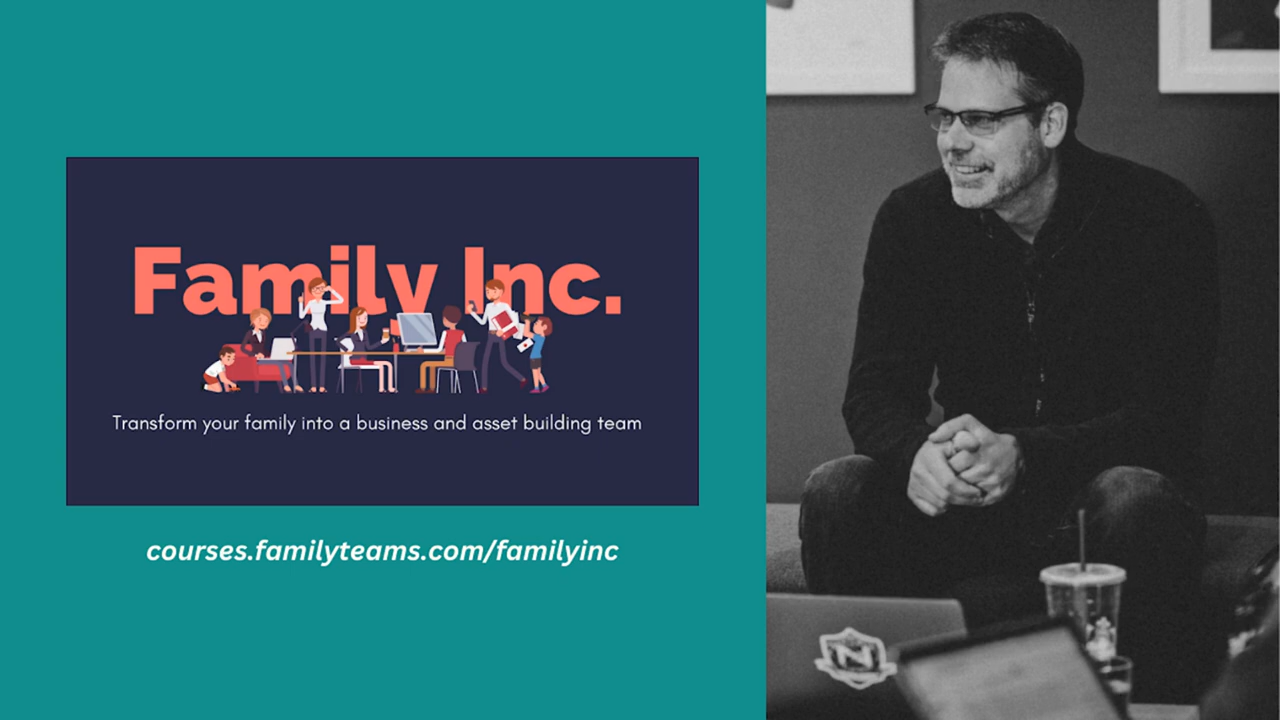 Family Inc.
Transform your family into a business and asset building team
courses.familyteams.com/familyinc
N